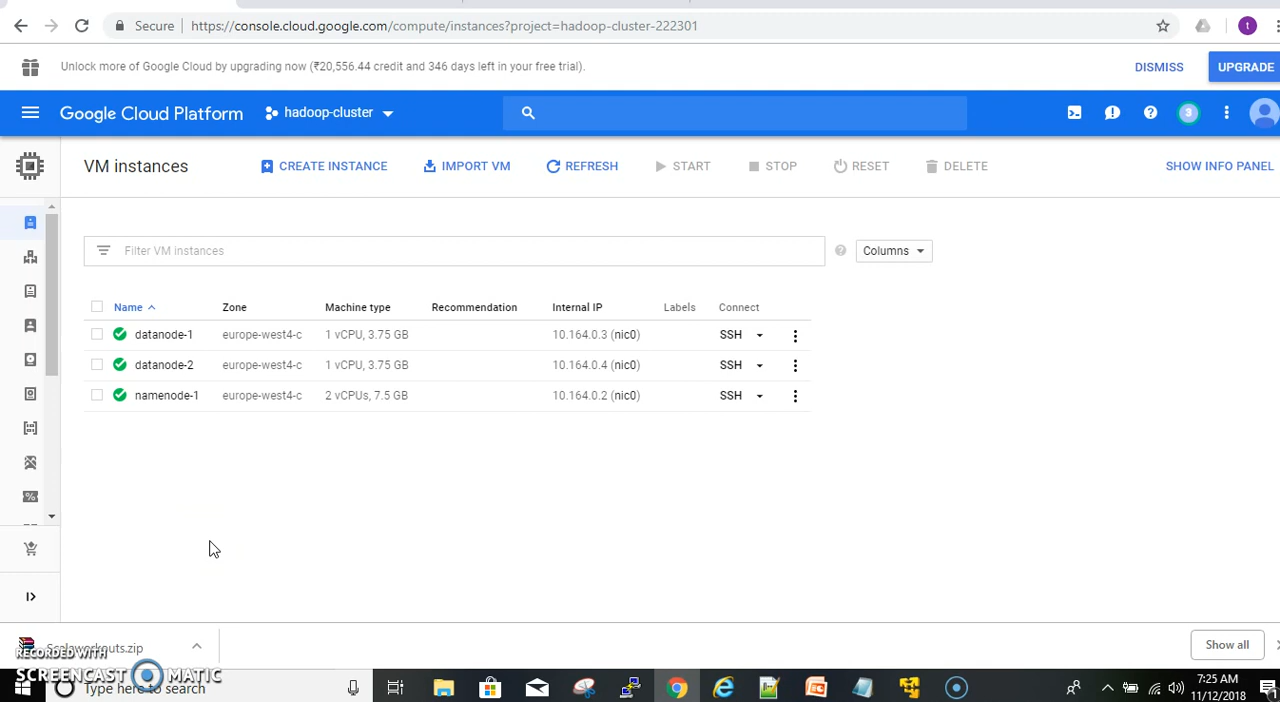 Secure https://console.cloud.google.com/compute/instances?project=hadoop-cluster-222301 t
Unlock more of Google Cloud by upgrading now (₹20,556.44 credit and 346 days left in your free trial). DISMISS UPGRADE
Google Cloud Platform hadoop-cluster 3
VM instances CREATE INSTANCE IMPORT VM REFRESH START STOP RESET DELETE SHOW INFO PANEL
Filter VM instances Columns
Name Zone Machine type Recommendation Internal IP Labels Connect
datanode-1 europe-west4-c 1 vCPU, 3.75 GB 10.164.0.3 (nic0) SSH
datanode-2 europe-west4-c 1 vCPU, 3.75 GB 10.164.0.4 (nic0) SSH
namenode-1 europe-west4-c 2 vCPUs, 7.5 GB 10.164.0.2 (nic0) SSH
Show all
RECORDED WITH
SCREENCAST MATIC
Type here to search
7:25 AM
11/12/2018
1